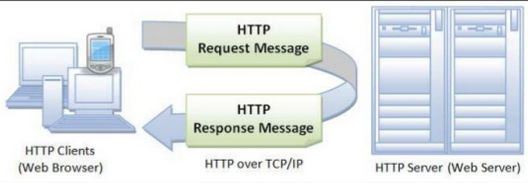 HTTP
Request Message
HTTP
Response Message
HTTP Clients
(Web Browser)
HTTP over TCP/IP
HTTP Server (Web Server)